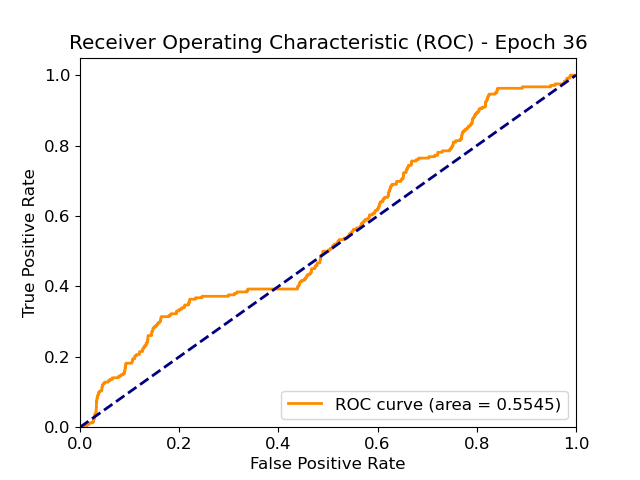 Receiver Operating Characteristic (ROC) - Epoch 36
True Positive Rate
1.0
0.8
0.6
0.4
0.2
0.0
ROC curve (area = 0.5545)
0.0 0.2 0.4 0.6 0.8 1.0
False Positive Rate